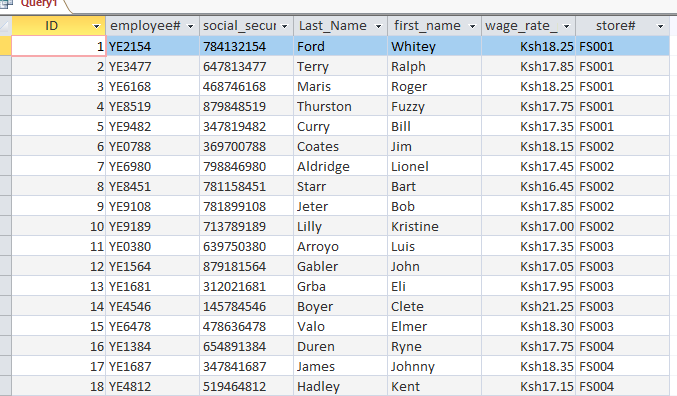 Query1
ID employee# social_secur Last_Name first_name wage_rate_ store#
1 YE2154 784132154 Ford Whitey Ksh18.25 FS001
2 YE3477 647813477 Terry Ralph Ksh17.85 FS001
3 YE6168 468746168 Maris Roger Ksh18.25 FS001
4 YE8519 879848519 Thurston Fuzzy Ksh17.75 FS001
5 YE9482 347819482 Curry Bill Ksh17.35 FS001
6 YE0788 369700788 Coates Jim Ksh18.15 FS002
7 YE6980 798846980 Aldridge Lionel Ksh17.45 FS002
8 YE8451 781158451 Starr Bart Ksh16.45 FS002
9 YE9108 781899108 Jeter Bob Ksh17.85 FS002
10 YE9189 713789189 Lilly Kristine Ksh17.00 FS002
11 YE0380 639750380 Arroyo Luis Ksh17.35 FS003
12 YE1564 879181564 Gabler John Ksh17.05 FS003
13 YE1681 312021681 Grba Eli Ksh17.95 FS003
14 YE4546 145784546 Boyer Clete Ksh21.25 FS003
15 YE6478 478636478 Valo Elmer Ksh18.30 FS003
16 YE1384 654891384 Duren Ryne Ksh17.75 FS004
17 YE1687 347841687 James Johnny Ksh18.35 FS004
18 YE4812 519464812 Hadley Kent Ksh17.15 FS004